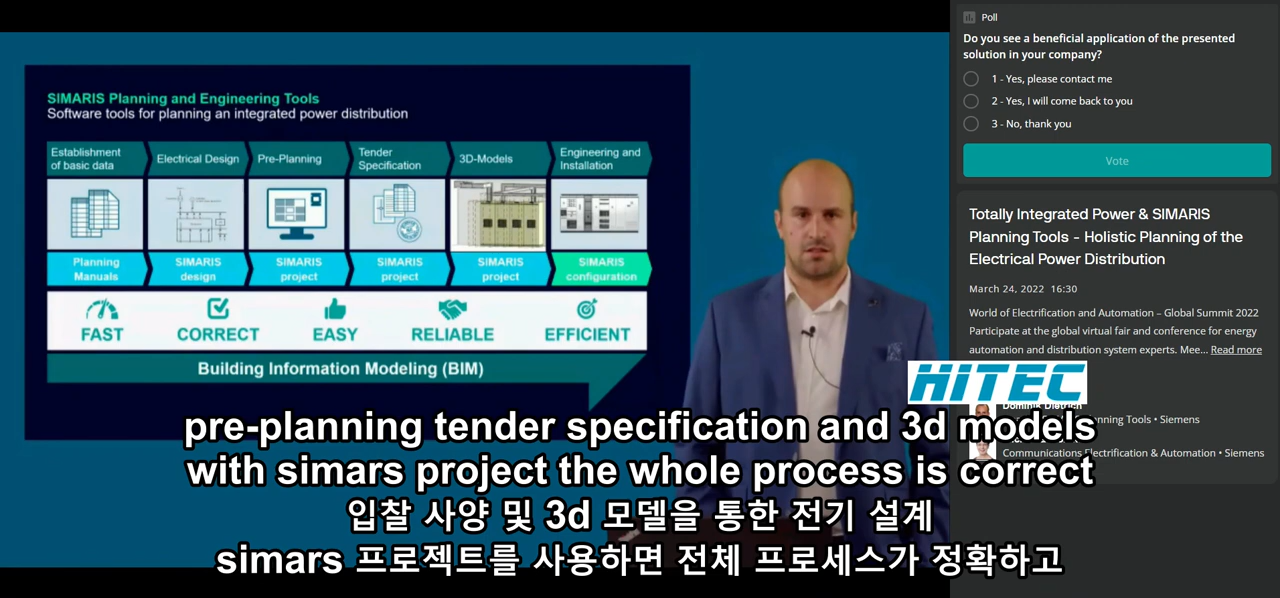 SIMARIS Planning and Engineering Tools
Software tools for planning an integrated power distribution
Establishment
of basic data
Electrical Design
Pre-Planning
Tender
Specification
3D-Models
Engineering and
Installation
Planning
Manuals
SIMARIS
design
SIMARIS
project
SIMARIS
project
SIMARIS
project
SIMARIS
configuration
FAST
CORRECT
EASY
RELIABLE
EFFICIENT
Building Information Modeling (BIM)
Poll
Do you see a beneficial application of the presented
solution in your company?
1 - Yes, please contact me
2 - Yes, I will come back to you
3 - No, thank you
Vote
Totally Integrated Power & SIMARIS
Planning Tools - Holistic Planning of the
Electrical Power Distribution
March 24, 2022 16:30
World of Electrification and Automation – Global Summit 2022
Participate at the global virtual fair and conference for energy
automation and distribution system experts. Mee... Read more
HITEC
Dominik Dietrich
Tools • Siemens
Communications Electrification & Automation • Siemens
pre-planning tender specification and 3d models
with simars project the whole process is correct
입찰 사양 및 3d 모델을 통한 전기 설계
simars 프로젝트를 사용하면 전체 프로세스가 정확하고